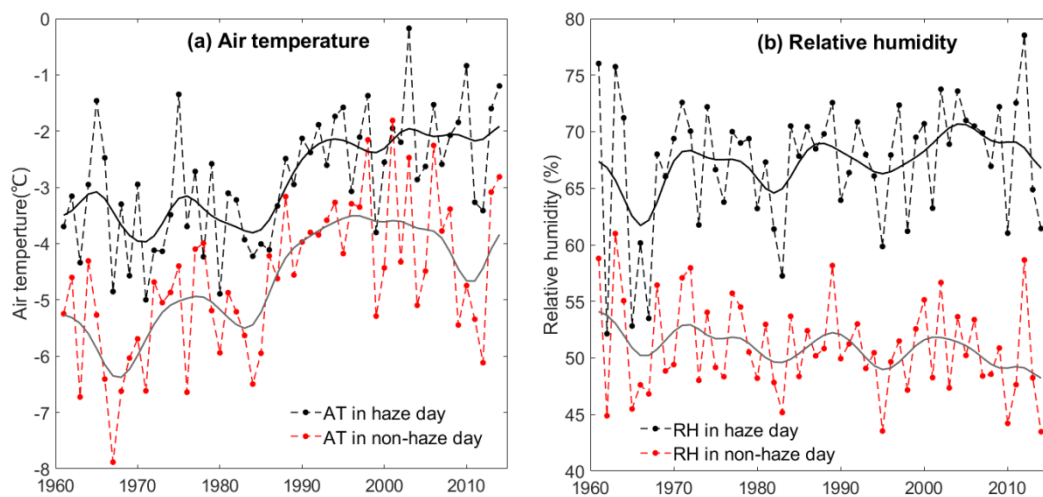 (a) Air temperature
Air temperture(℃)
0
-1
-2
-3
-4
-5
-6
-7
-8
1960 1970 1980 1990 2000 2010
AT in haze day
AT in non-haze day
(b) Relative humidity
Relative humidity (%)
80
75
70
65
60
55
50
45
40
1960 1970 1980 1990 2000 2010
RH in haze day
RH in non-haze day